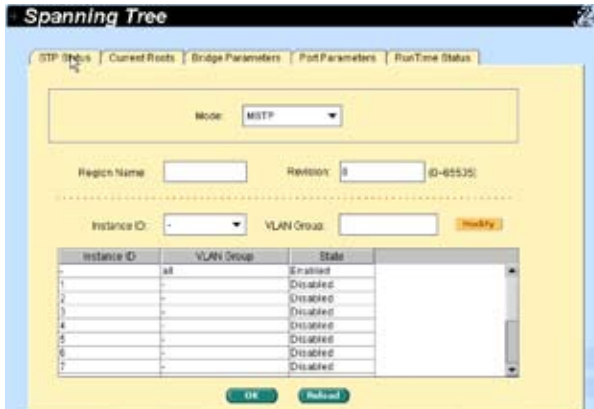 Spanning Tree
STP Status Current Roots Bridge Parameters Port Parameters RunTime Status
Mode: MSTP
Region Name Revision: 0 (0~65535)
Instance ID: - VLAN Group: Modify
Instance ID VLAN Group State
- all Enabled
1 - Disabled
2 - Disabled
3 - Disabled
4 - Disabled
5 - Disabled
6 - Disabled
7 - Disabled
OK Reload